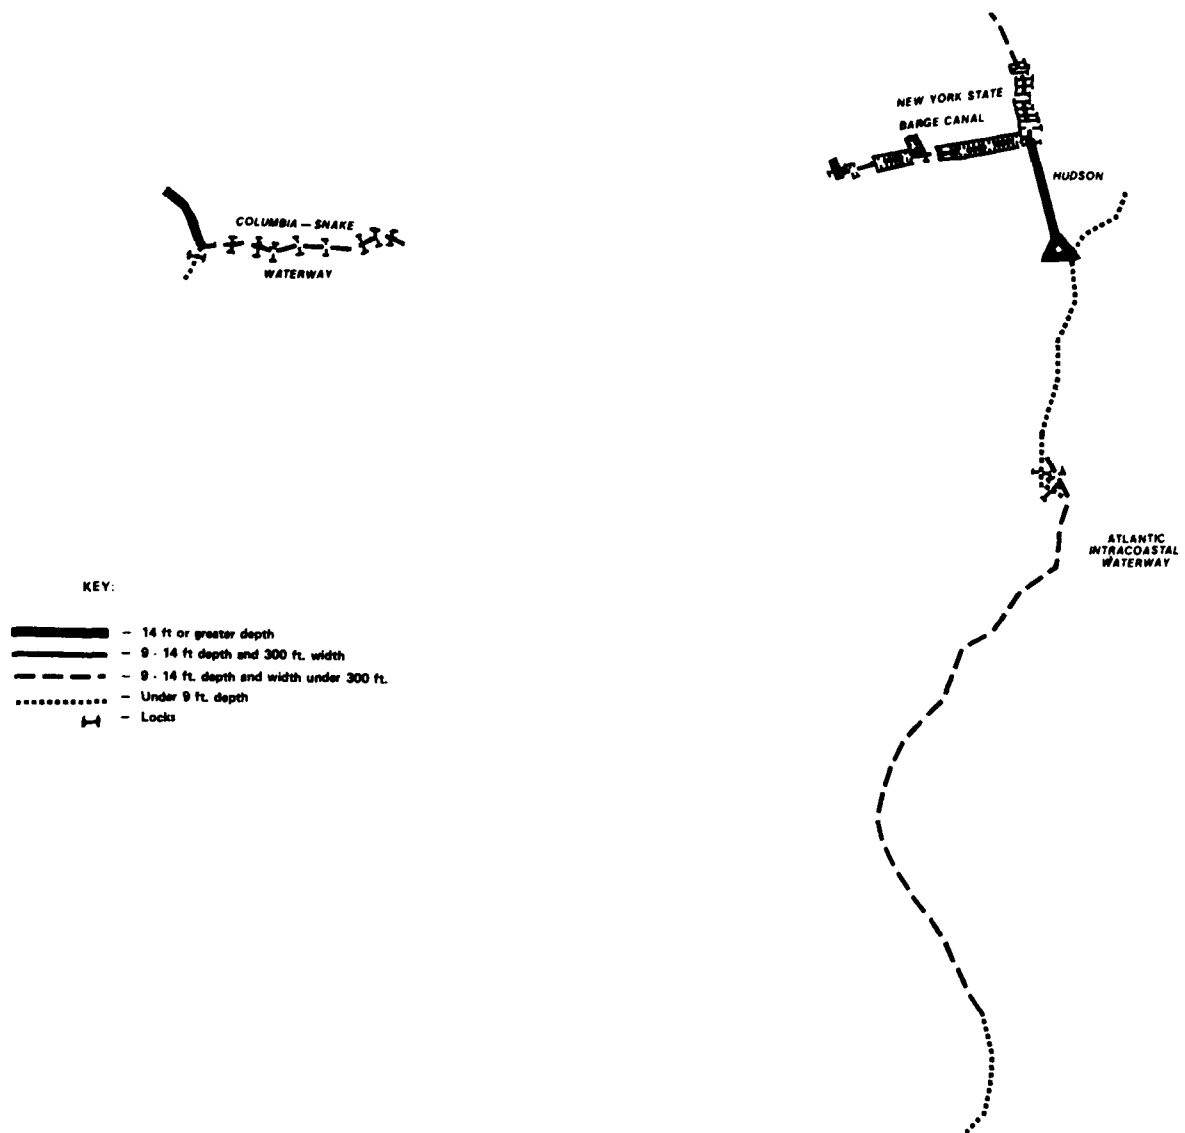 NEW YORK STATE
BARGE CANAL
HUDSON
COLUMBIA — SNAKE
WATERWAY
ATLANTIC
INTRACOASTAL
WATERWAY
KEY:
– 14 ft or greater depth
– 9 - 14 ft depth and 300 ft. width
– 9 - 14 ft. depth and width under 300 ft.
– Under 9 ft. depth
– Locks